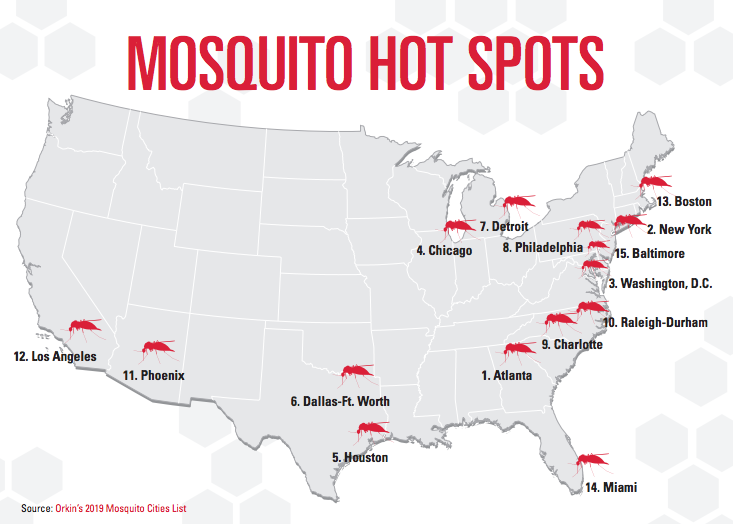 MOSQUITO HOT SPOTS
13. Boston
2. New York
7. Detroit
8. Philadelphia
4. Chicago
15. Baltimore
3. Washington, D.C.
10. Raleigh-Durham
9. Charlotte
12. Los Angeles
11. Phoenix
1. Atlanta
6. Dallas-Ft. Worth
5. Houston
14. Miami
Source: Orkin's 2019 Mosquito Cities List